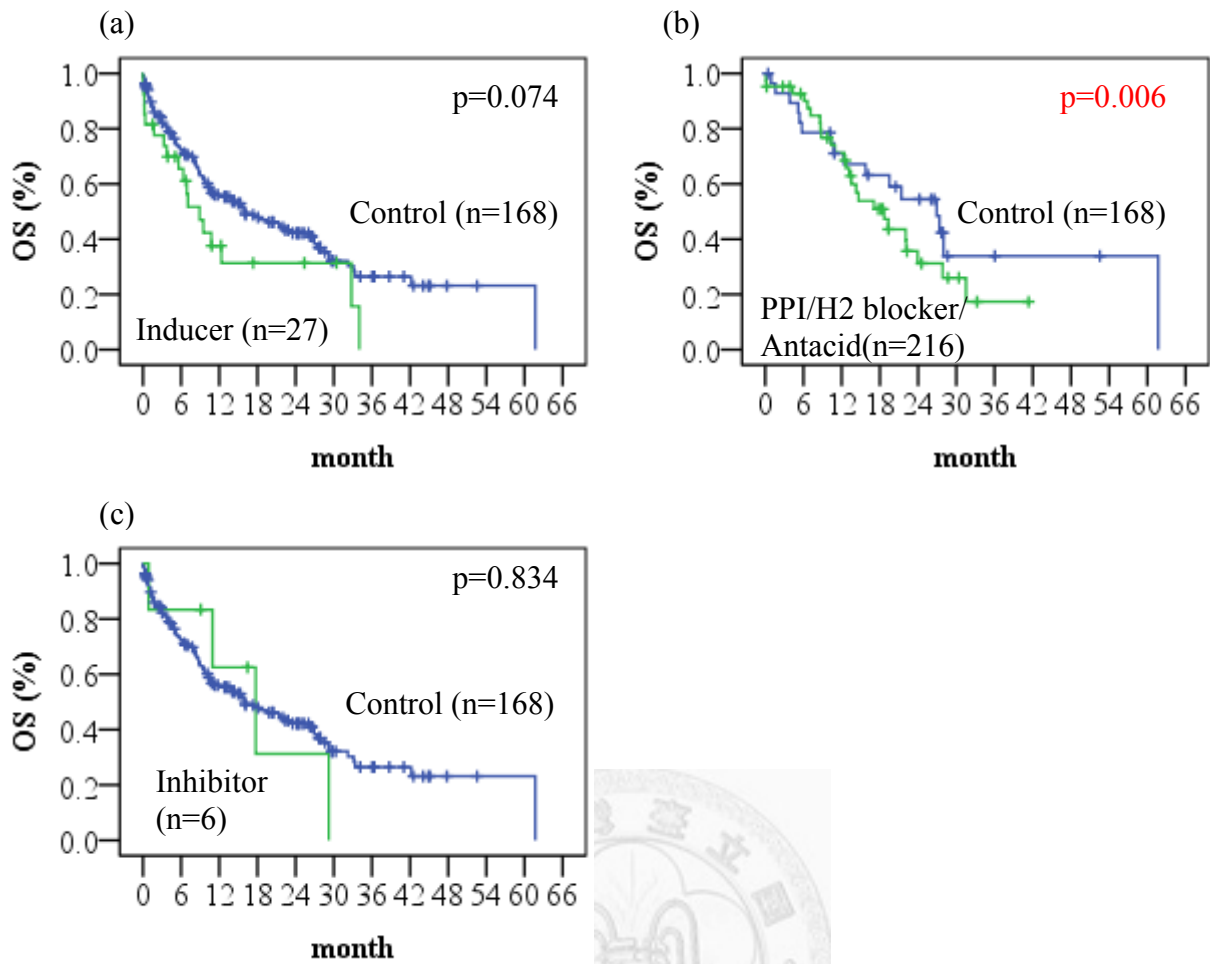 (a)
1.0
0.8
0.6
0.4
0.2
0.0
OS (%)
p=0.074
Control (n=168)
Inducer (n=27)
0 6 12 18 24 30 36 42 48 54 60 66
month
(b)
1.0
0.8
0.6
0.4
0.2
0.0
OS (%)
p=0.006
Control (n=168)
PPI/H2 blocker/
Antacid(n=216)
0 6 12 18 24 30 36 42 48 54 60 66
month
(c)
1.0
0.8
0.6
0.4
0.2
0.0
OS (%)
p=0.834
Control (n=168)
Inhibitor
(n=6)
0 6 12 18 24 30 36 42 48 54 60 66
month
臺立國